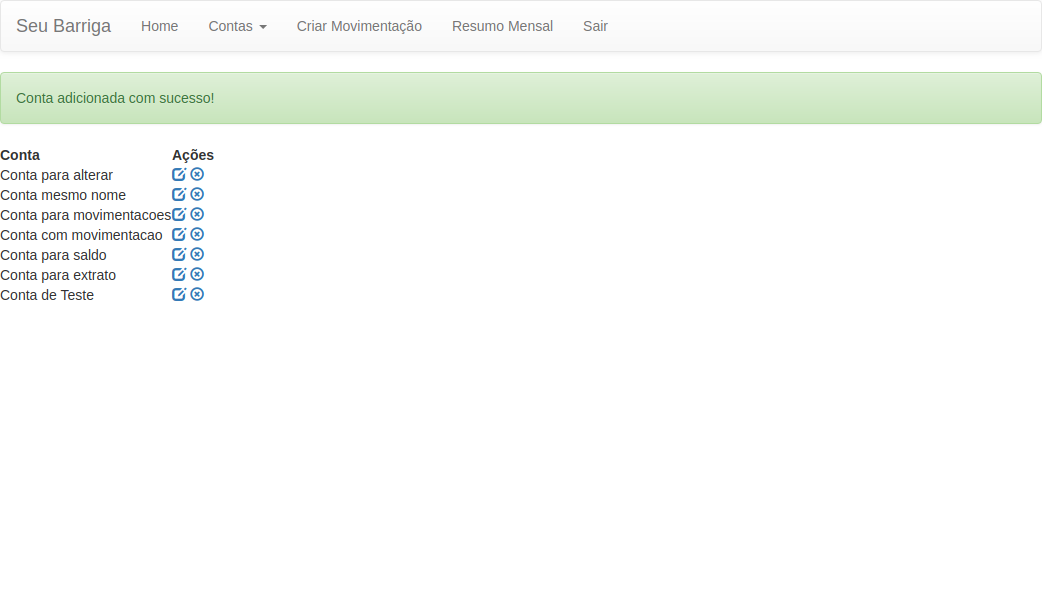 Seu Barriga Home Contas Criar Movimentação Resumo Mensal Sair
Conta adicionada com sucesso!
Conta Ações
Conta para alterar
Conta mesmo nome
Conta para movimentacoes
Conta com movimentacao
Conta para saldo
Conta para extrato
Conta de Teste